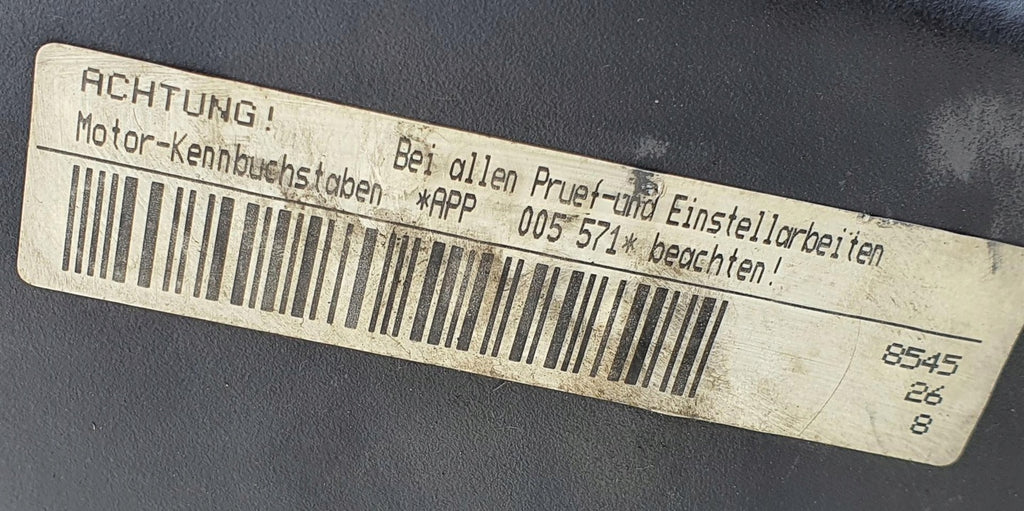 ACHTUNG! Bei allen Pruef-und Einstellarbeiten
Motor-Kennbuchstaben *APP 005 571* beachten!
8545
26
8